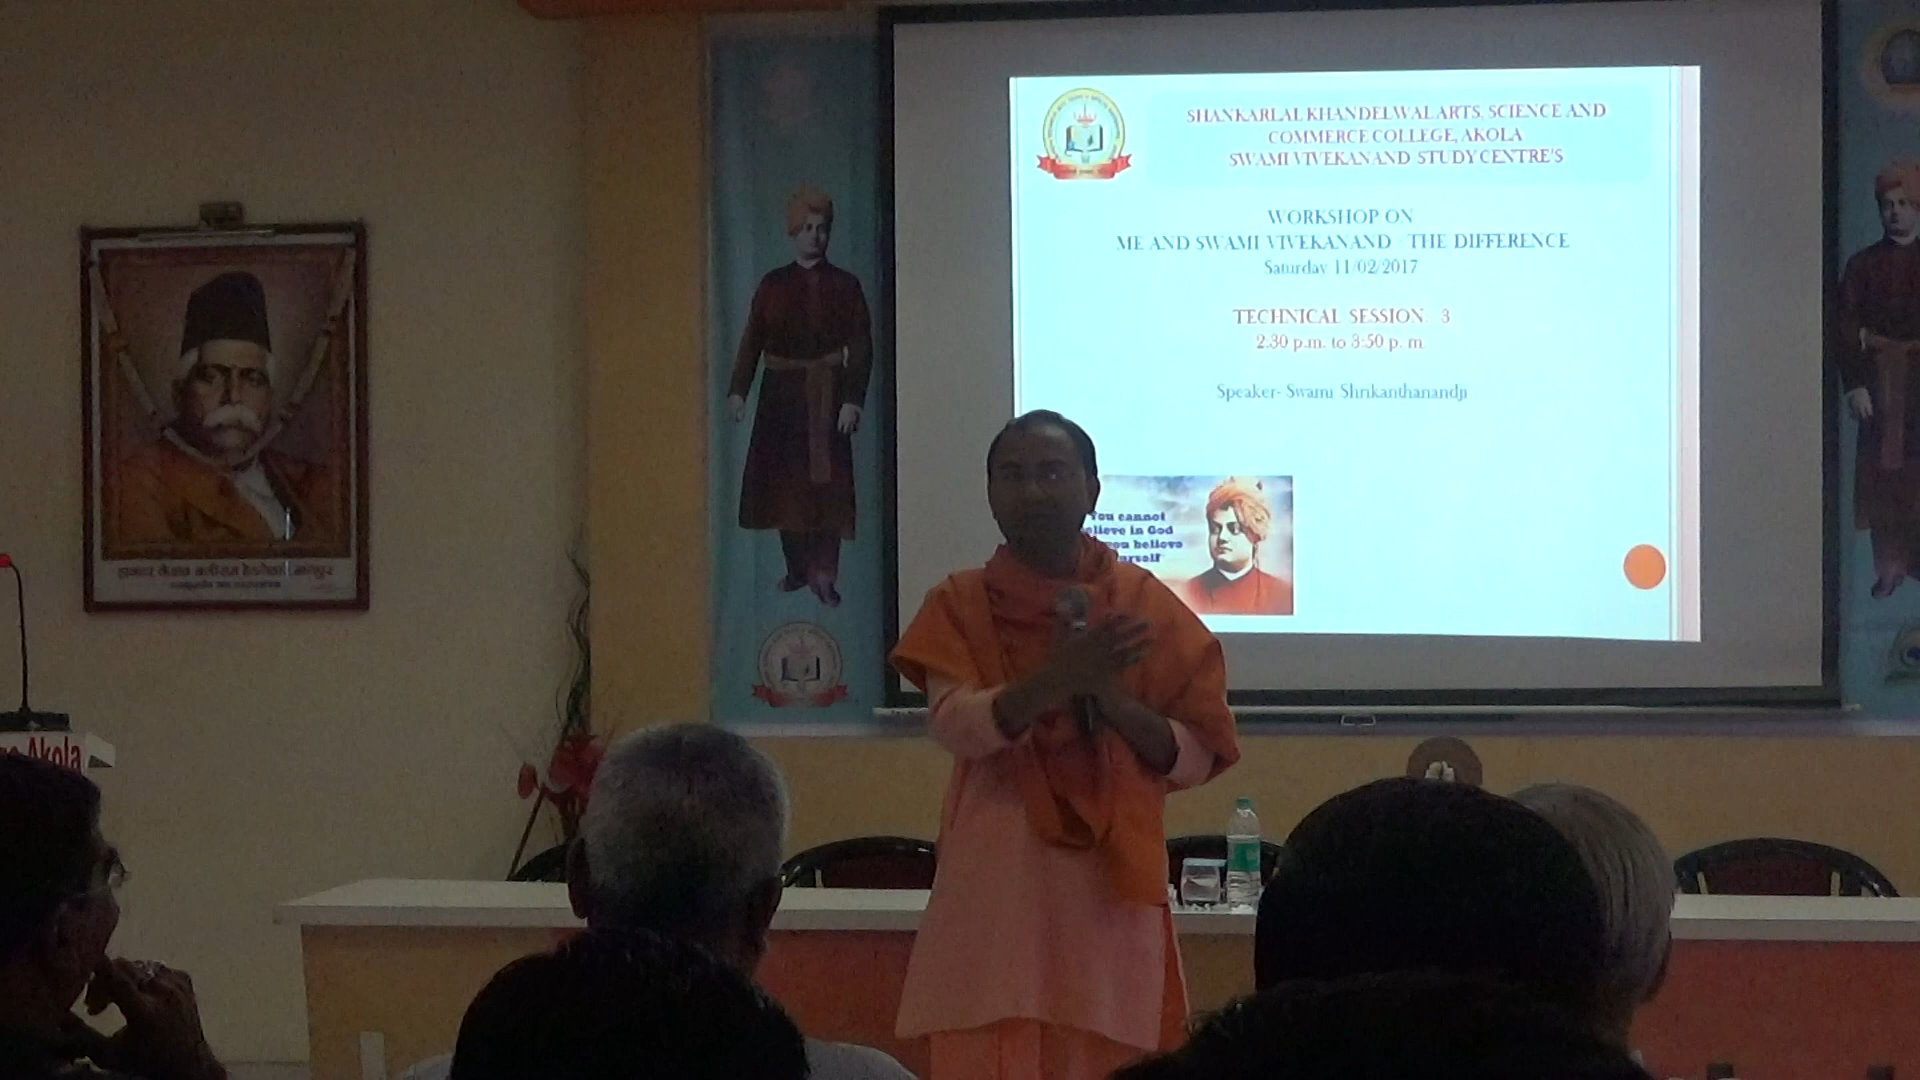 SHANKARLAL KHANDELWAL ARTS, SCIENCE AND
COMMERCE COLLEGE, AKOLA
SWAMI VIVEKANAND STUDY CENTRE'S
WORKSHOP ON
ME AND SWAMI VIVEKANAND - THE DIFFERENCE
Saturday 11/02/2017
TECHNICAL SESSION 3
2.30 p.m. to 3:50 p. m.
Speaker- Swami Shrikanthanandji
You cannot
elieve in God
you believe
urself
Akola